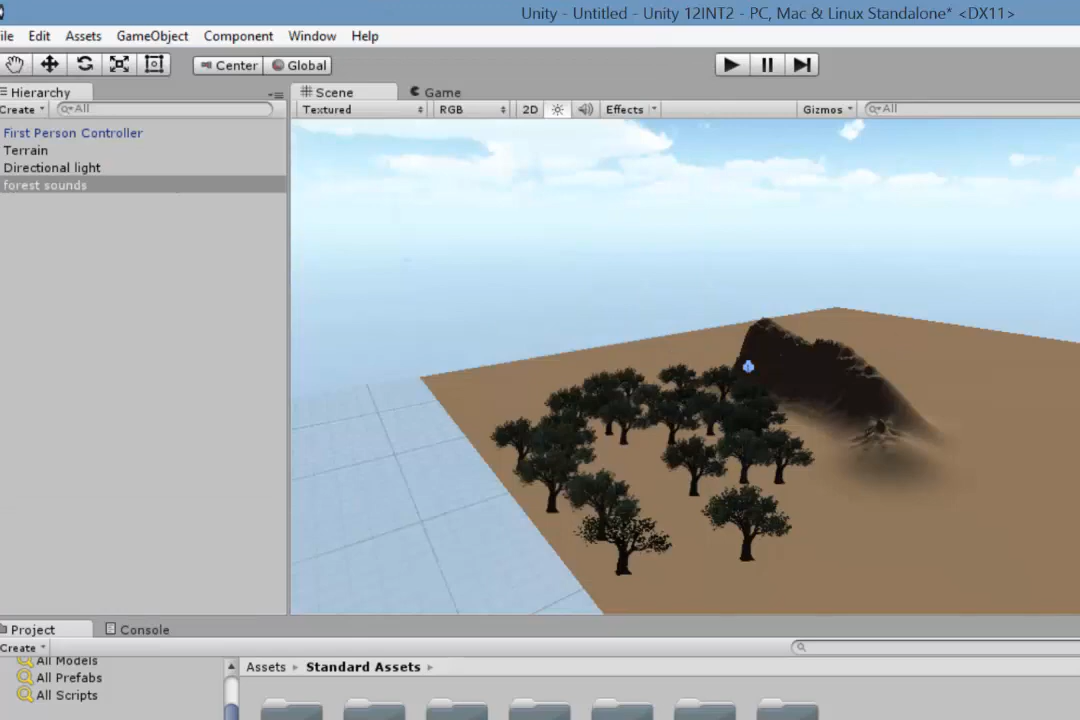 Unity - Untitled - Unity 12INT2 - PC, Mac & Linux Standalone* <DX11>
ile Edit Assets GameObject Component Window Help
Center Global
Hierarchy Scene Game
Create All Textured RGB 2D Effects Gizmos All
First Person Controller
Terrain
Directional light
forest sounds
Project Console
Create
All Models
All Prefabs
All Scripts
Assets Standard Assets